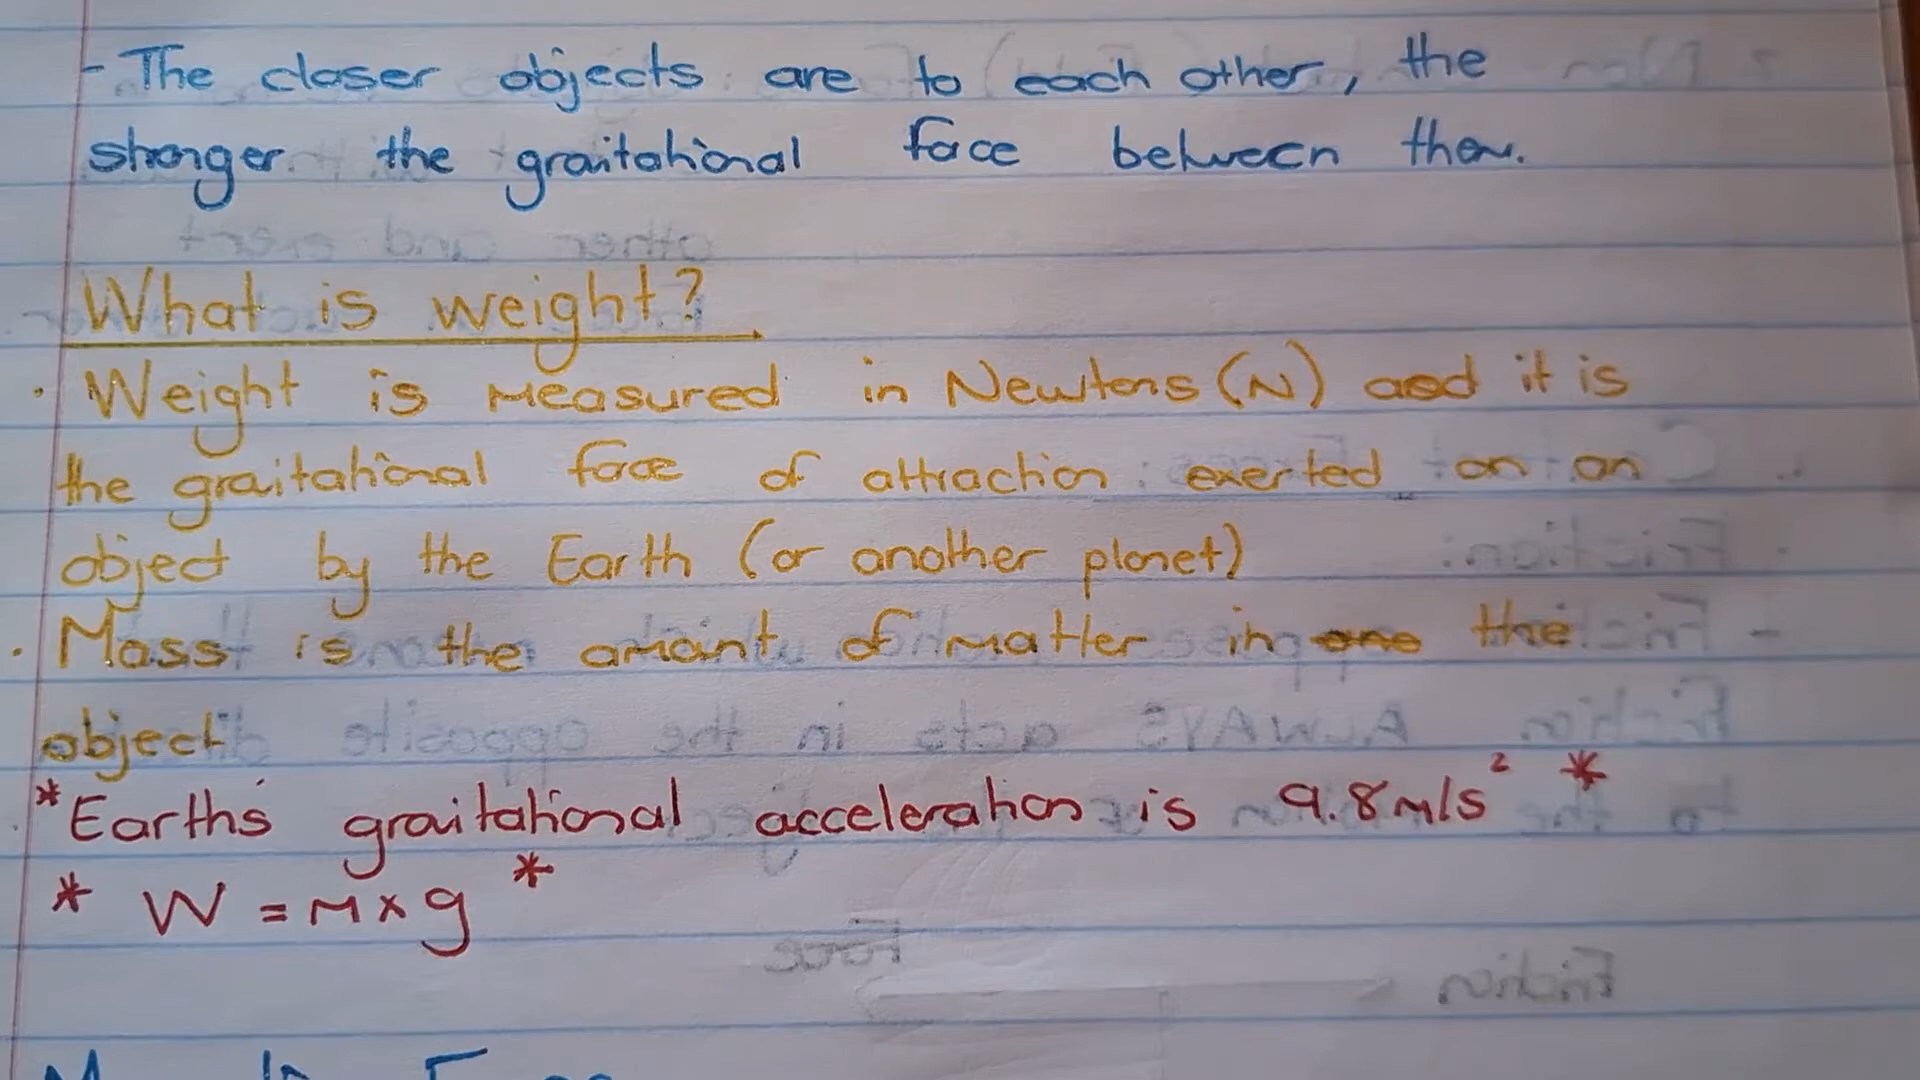 - The closer objects are to each other, the
stronger the gravitational force between them.
What is weight?
· Weight is measured in Newtons (N) and it is
the gravitational force of attraction exerted on an
object by the Earth (or another planet)
· Mass is the amount of matter in the
object
*Earth's gravitational acceleration is 9.8m/s² *
* W = m x g *